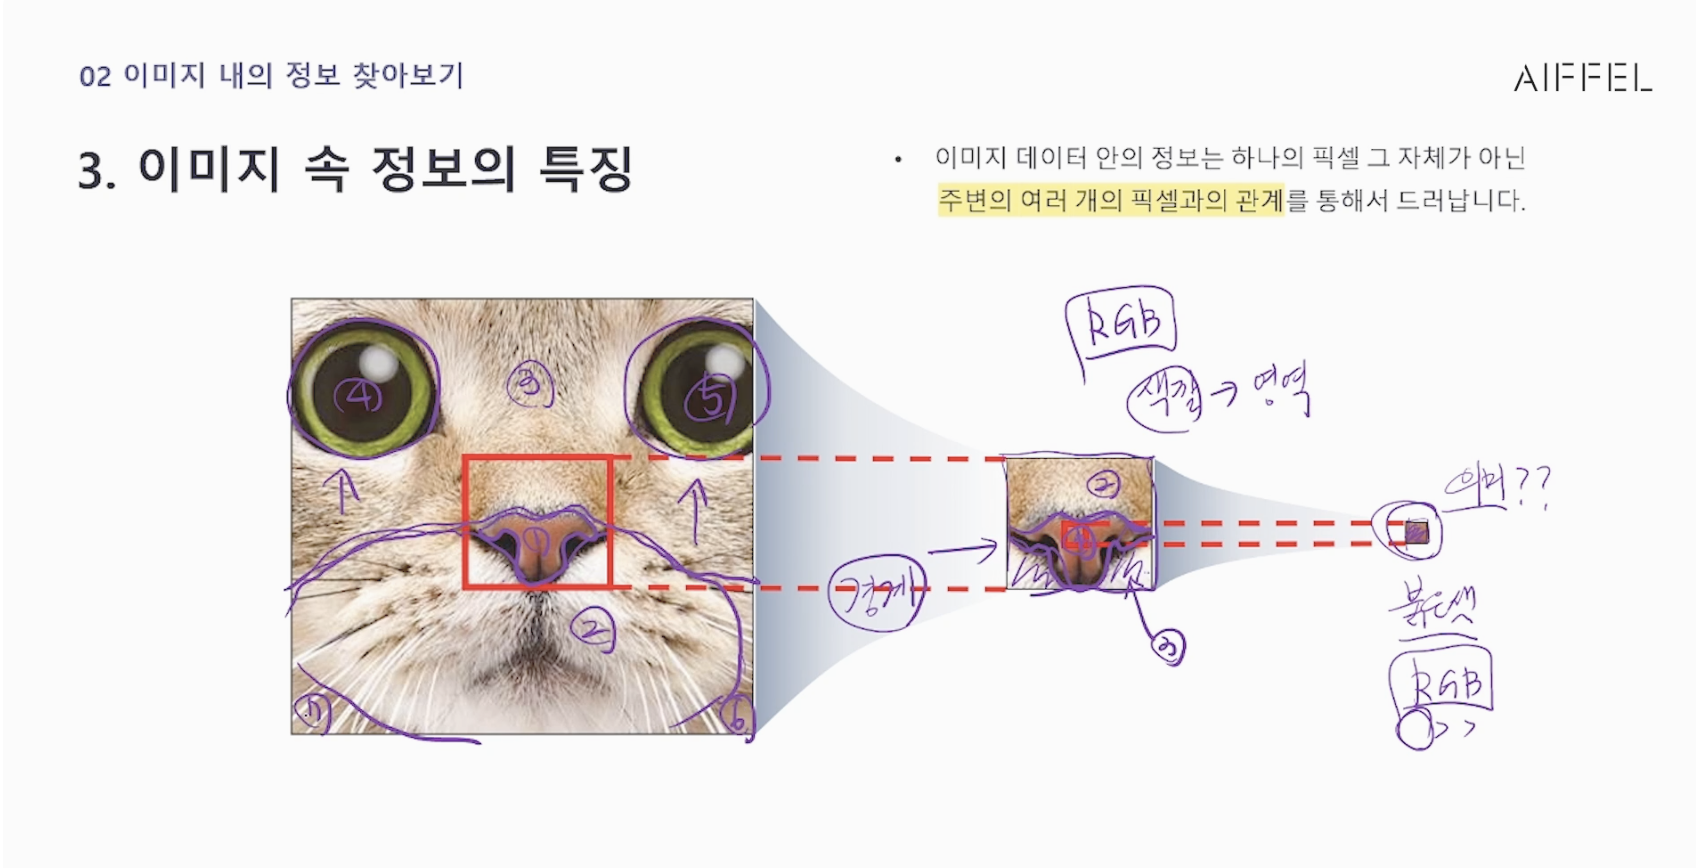 02 이미지 내의 정보 찾아보기
AIFFEL
3. 이미지 속 정보의 특징
• 이미지 데이터 안의 정보는 하나의 픽셀 그 자체가 아닌
주변의 여러 개의 픽셀과의 관계를 통해서 드러납니다.
RGB
색깔 → 영역
④
③
⑤
②
의미??
①
①
경계
②
붉은색
③
RGB
⑦
⑥